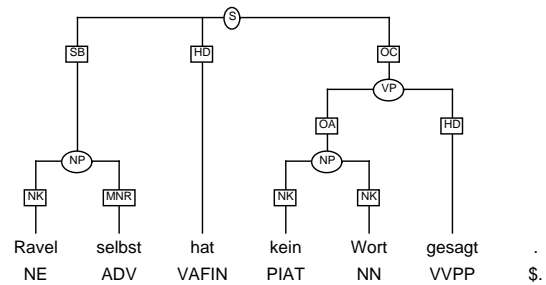 S
SB HD OC
VP
OA HD
NP NP
NK MNR NK NK
Ravel selbst hat kein Wort gesagt .
NE ADV VAFIN PIAT NN VVPP $.